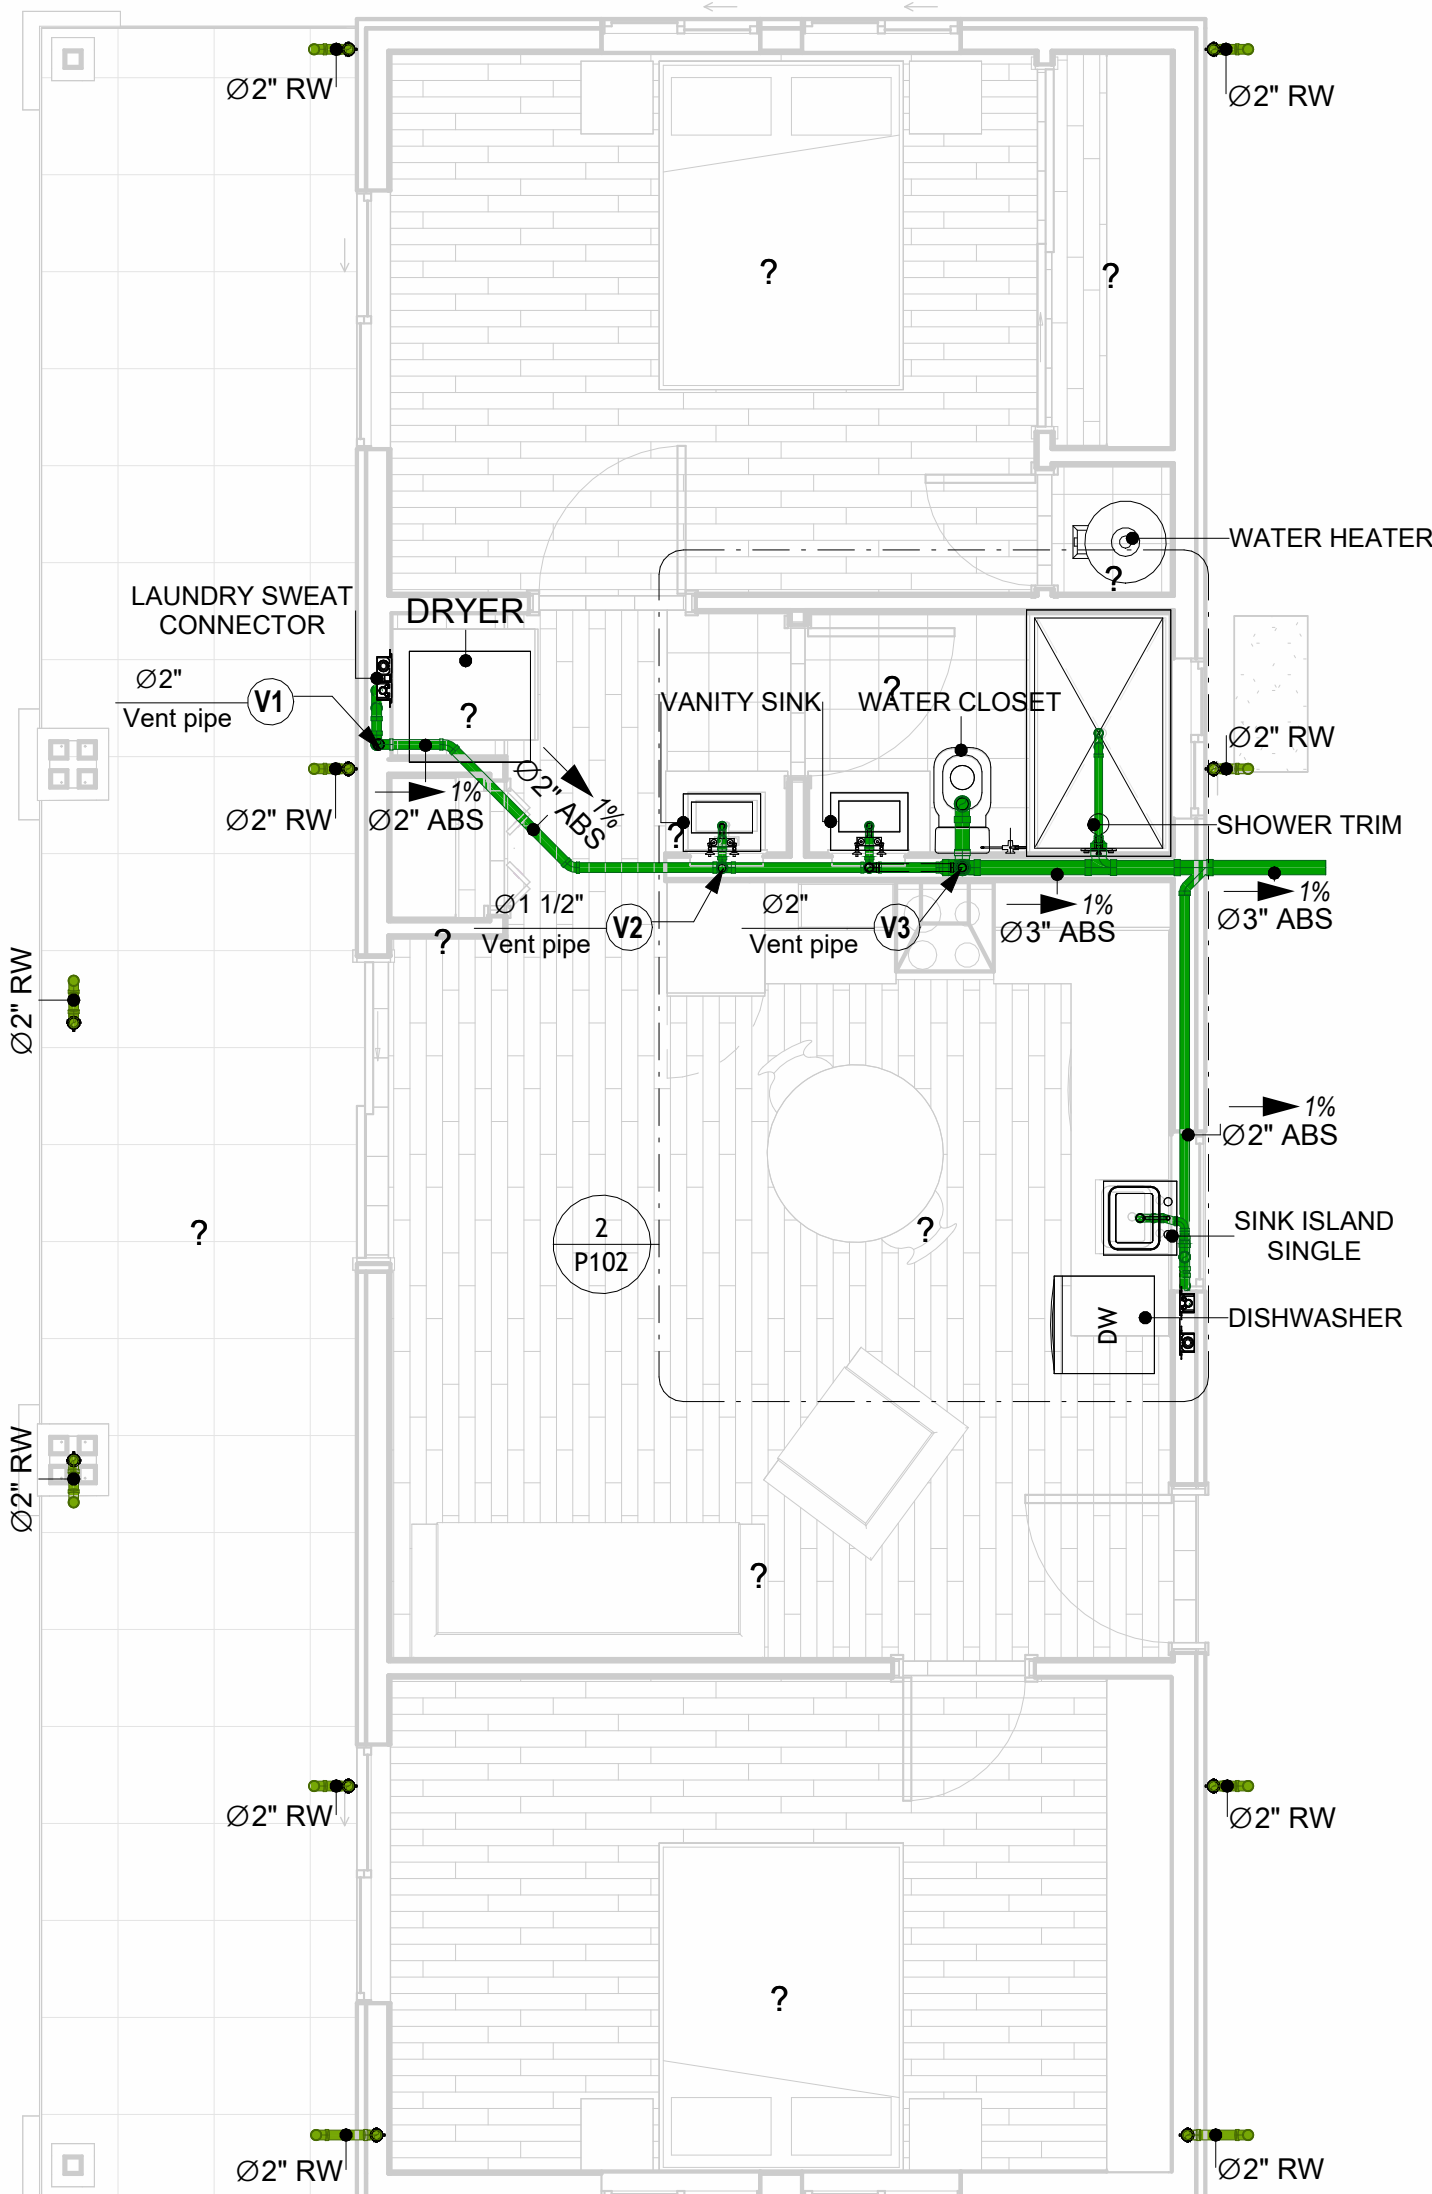 Ø2" RW
Ø2" RW
?
?
WATER HEATER
?
LAUNDRY SWEAT
CONNECTOR
DRYER
Ø2"
Vent pipe
V1
?
VANITY SINK
?
WATER CLOSET
Ø2" RW
Ø2" RW
1%
Ø2" ABS
1%
Ø2" ABS
?
SHOWER TRIM
Ø1 1/2"
Vent pipe
V2
Ø2"
Vent pipe
V3
1%
Ø3" ABS
1%
Ø3" ABS
?
Ø2" RW
1%
Ø2" ABS
?
2
P102
?
SINK ISLAND
SINGLE
DW
DISHWASHER
Ø2" RW
?
Ø2" RW
Ø2" RW
?
Ø2" RW
Ø2" RW